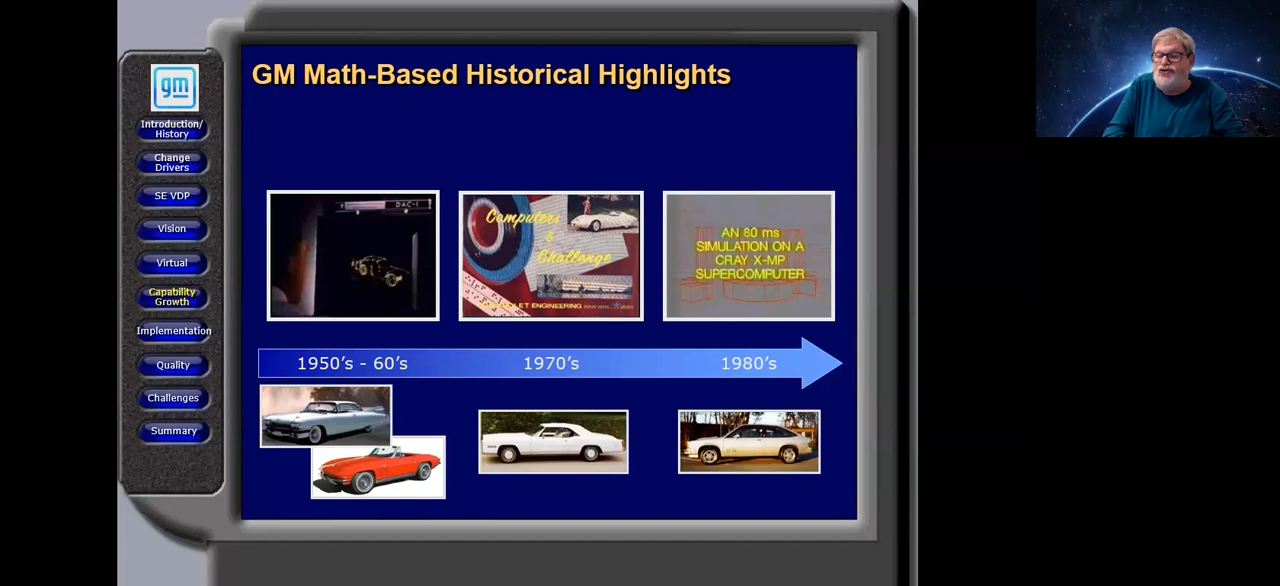 GM Math-Based Historical Highlights
gm
Introduction/
History
Change
Drivers
SE VDP
Vision
Virtual
Capability
Growth
Implementation
Quality
Challenges
Summary
DAC-1
Computers
&
Challenge
ENGINEERING
AN 80 ms
SIMULATION ON A
CRAY X-MP
SUPERCOMPUTER
1950's - 60's
1970's
1980's